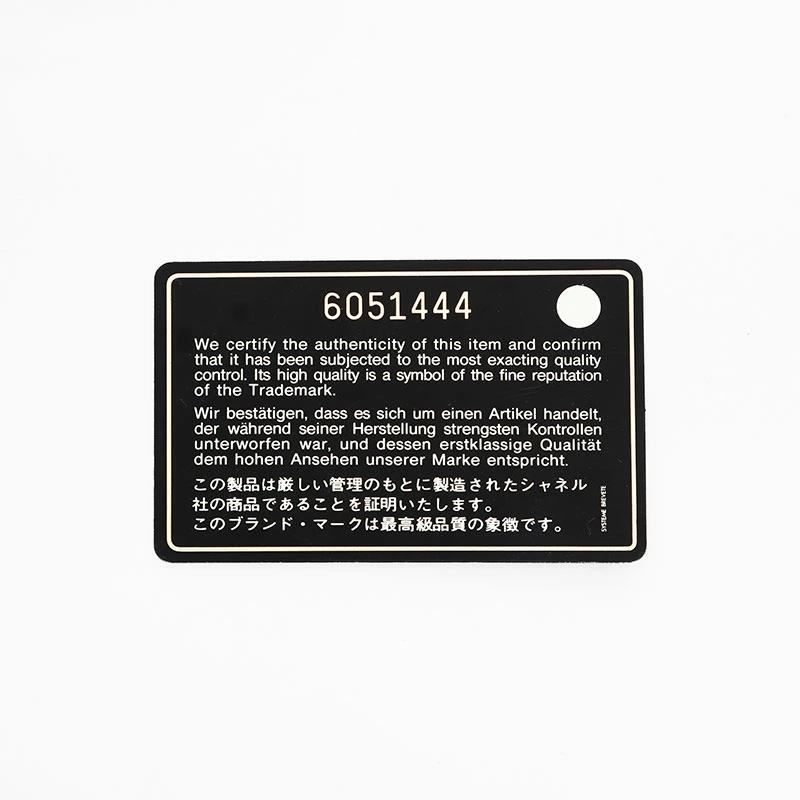 6051444
We certify the authenticity of this item and confirm
that it has been subjected to the most exacting quality
control. Its high quality is a symbol of the fine reputation
of the Trademark.
Wir bestätigen, dass es sich um einen Artikel handelt,
der während seiner Herstellung strengsten Kontrollen
unterworfen war, und dessen erstklassige Qualität
dem hohen Ansehen unserer Marke entspricht.
この製品は厳しい管理のもとに製造されたシャネル
社の商品であることを証明いたします。
このブランド・マークは最高級品質の象徴です。
SYSTEME BREVETE